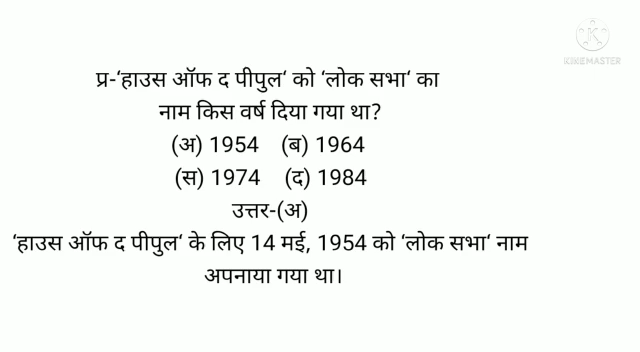 KINEMASTER
प्र-‘हाउस ऑफ द पीपुल‘ को ‘लोक सभा‘ का
नाम किस वर्ष दिया गया था?
(अ) 1954 (ब) 1964
(स) 1974 (द) 1984
उत्तर-(अ)
‘हाउस ऑफ द पीपुल‘ के लिए 14 मई, 1954 को ‘लोक सभा‘ नाम
अपनाया गया था।